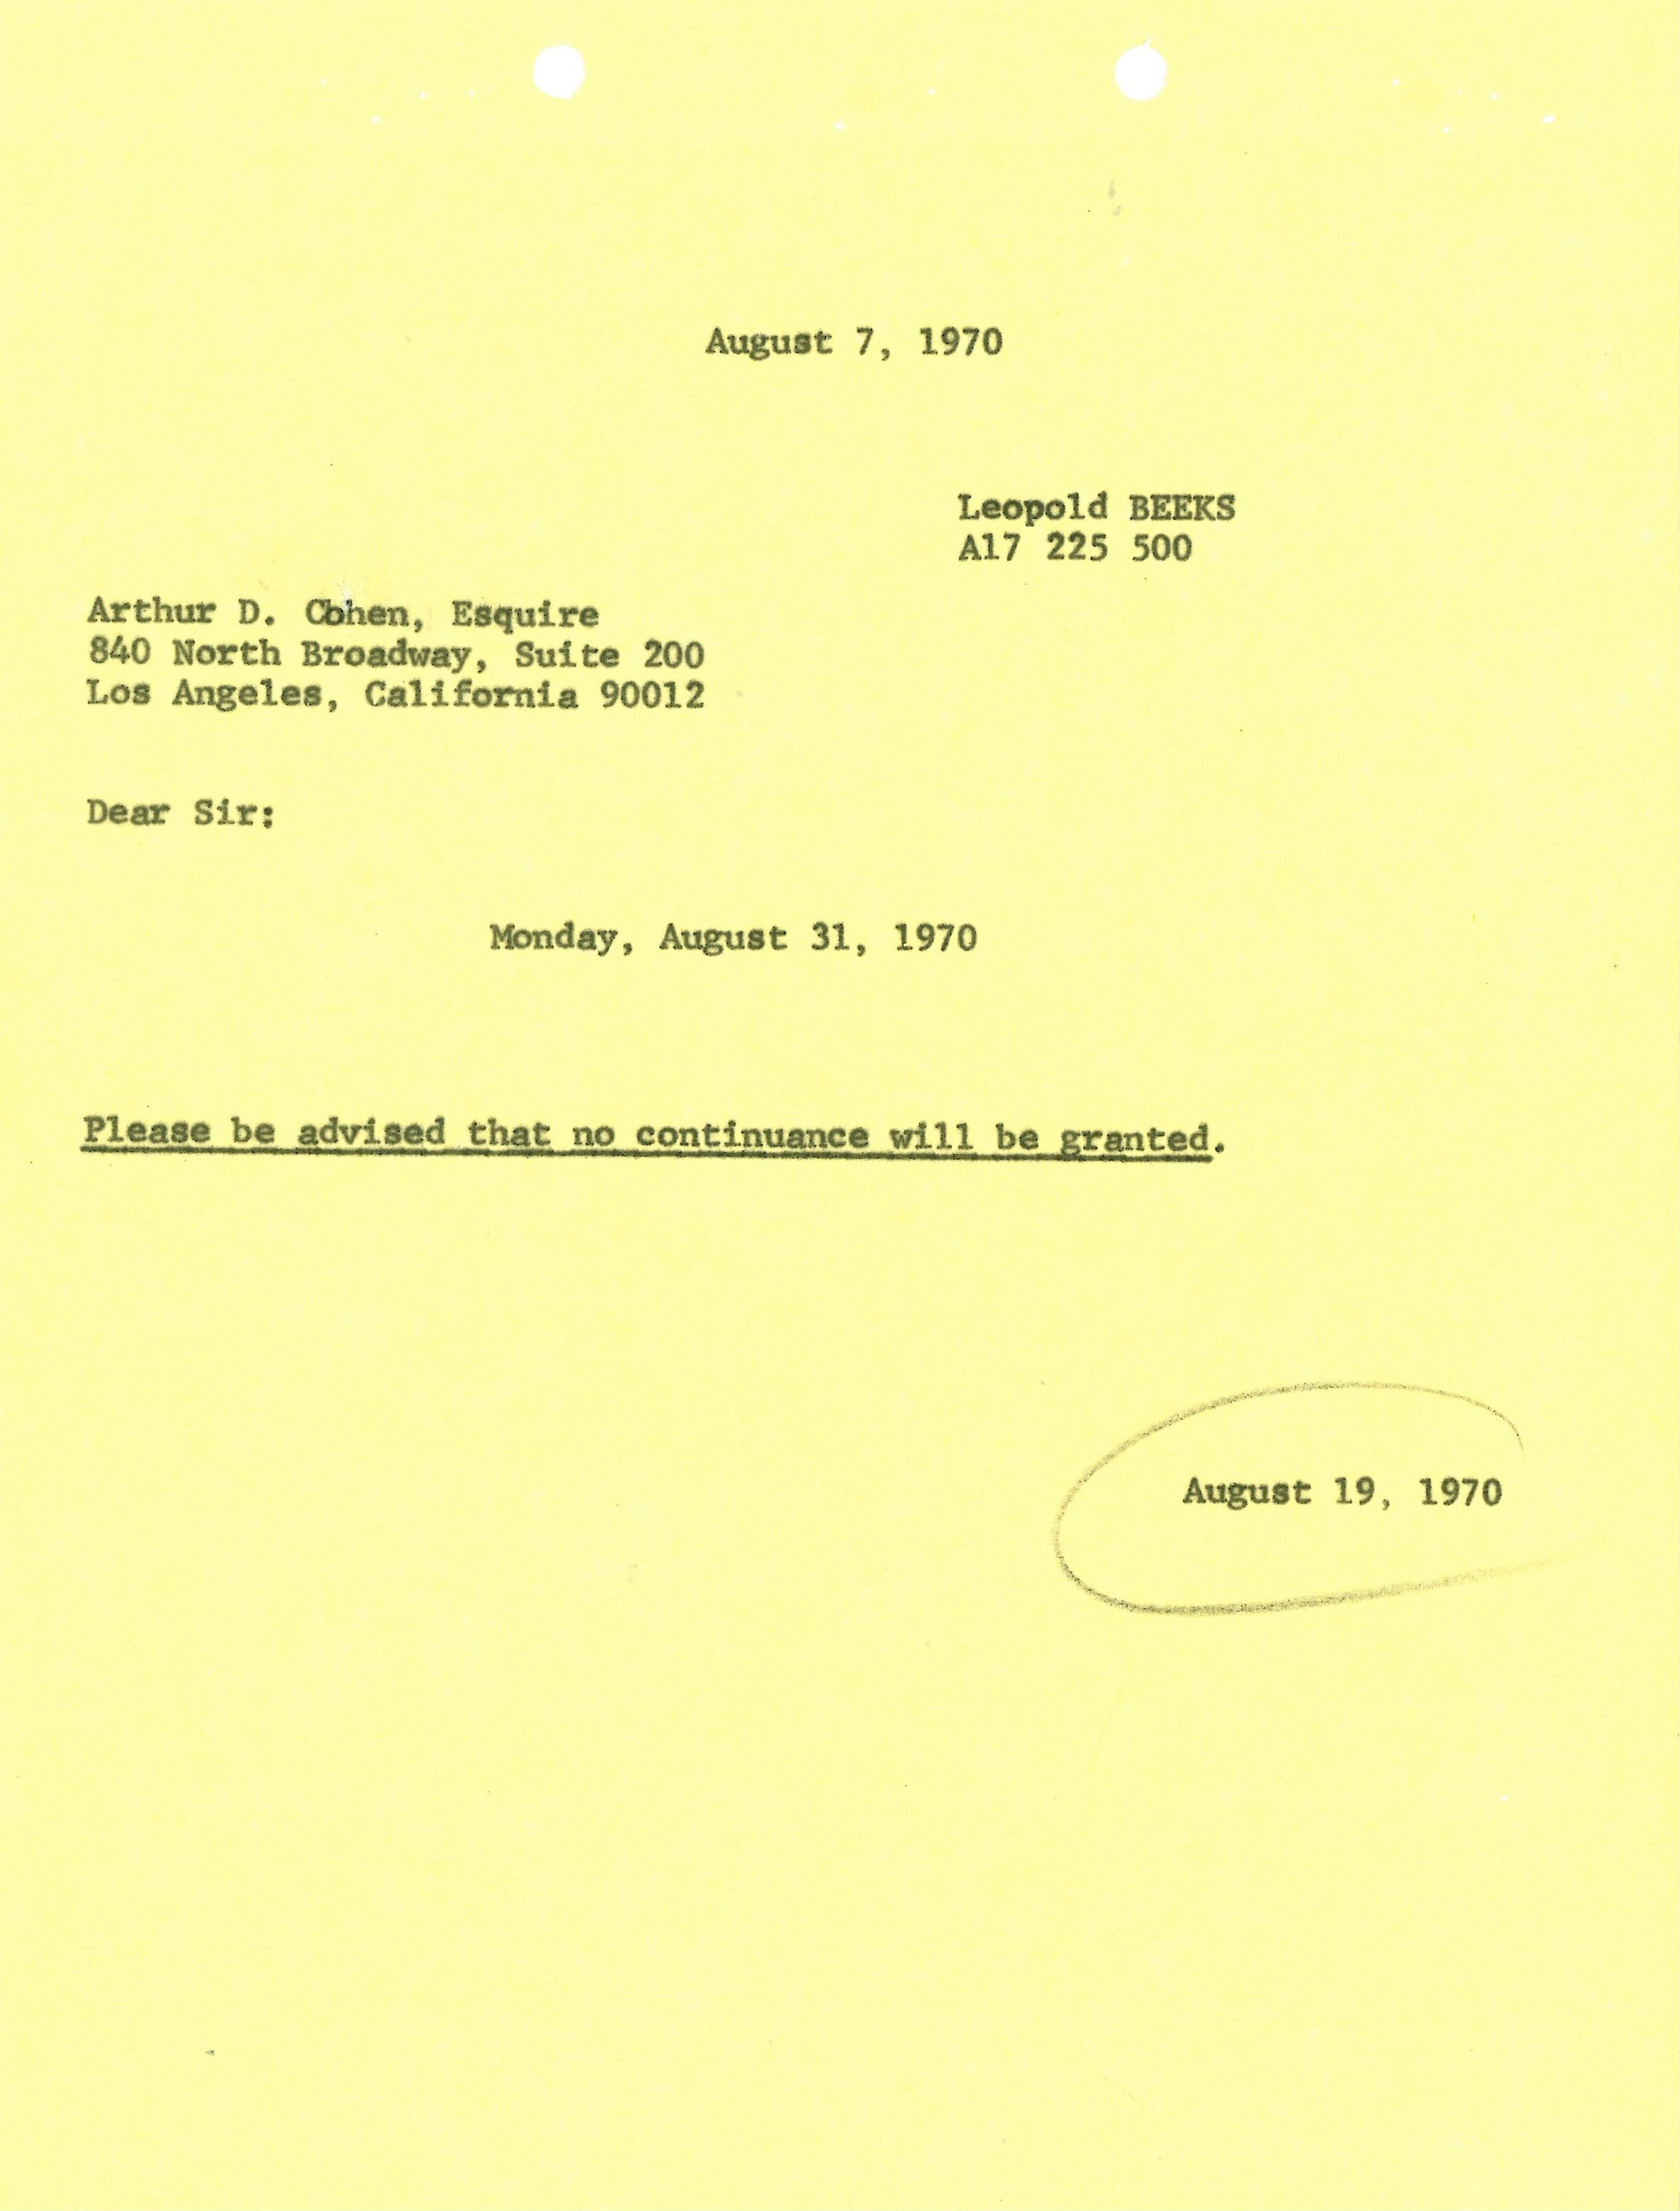 August 7, 1970
Leopold BEEKS
A17 225 500
Arthur D. Cohen, Esquire
840 North Broadway, Suite 200
Los Angeles, California 90012
Dear Sir:
Monday, August 31, 1970
Please be advised that no continuance will be granted.
August 19, 1970